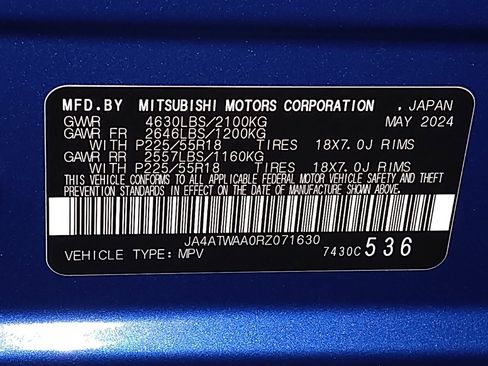 MFD.BY MITSUBISHI MOTORS CORPORATION , JAPAN
GVWR 4630LBS/2100KG MAY 2024
GAWR FR 2646LBS/1200KG
WITH P225/55R18 TIRES 18X7.0J RIMS
GAWR RR 2557LBS/1160KG
WITH P225/55R18 TIRES 18X7.0J RIMS
THIS VEHICLE CONFORMS TO ALL APPLICABLE FEDERAL MOTOR VEHICLE SAFETY AND THEFT
PREVENTION STANDARDS IN EFFECT ON THE DATE OF MANUFACTURE SHOWN ABOVE.
JA4ATWAA0RZ071630
VEHICLE TYPE: MPV 7430C 536